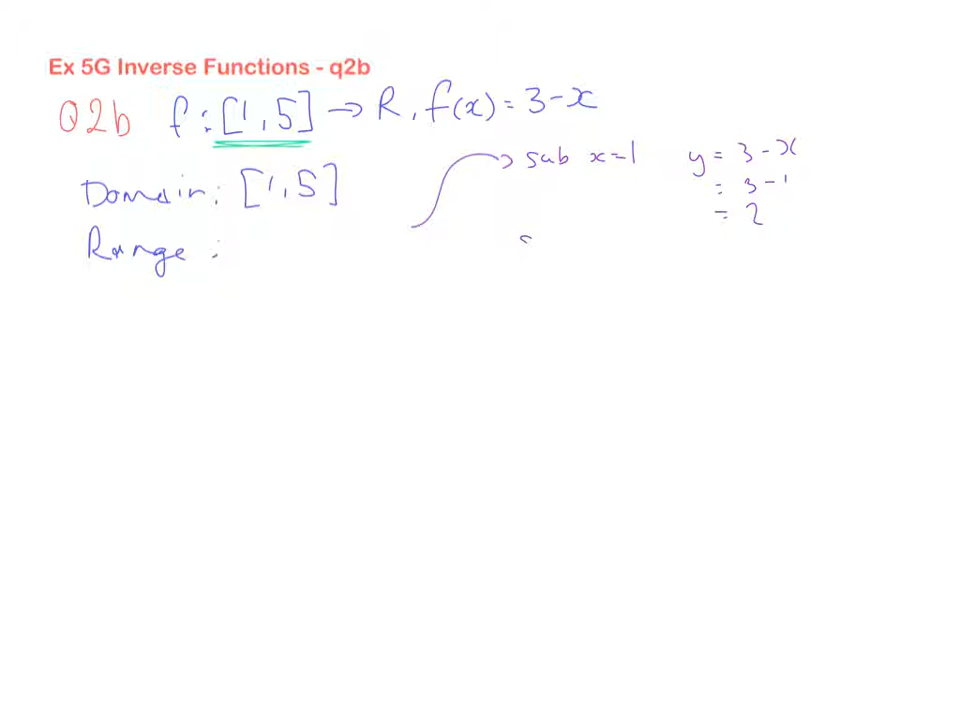 Ex 5G Inverse Functions - q2b
Q2b f:[1,5]→R, f(x)=3-x
sub x=1 y = 3-x
Domain: [1,5] = 3-1
= 2
Range: